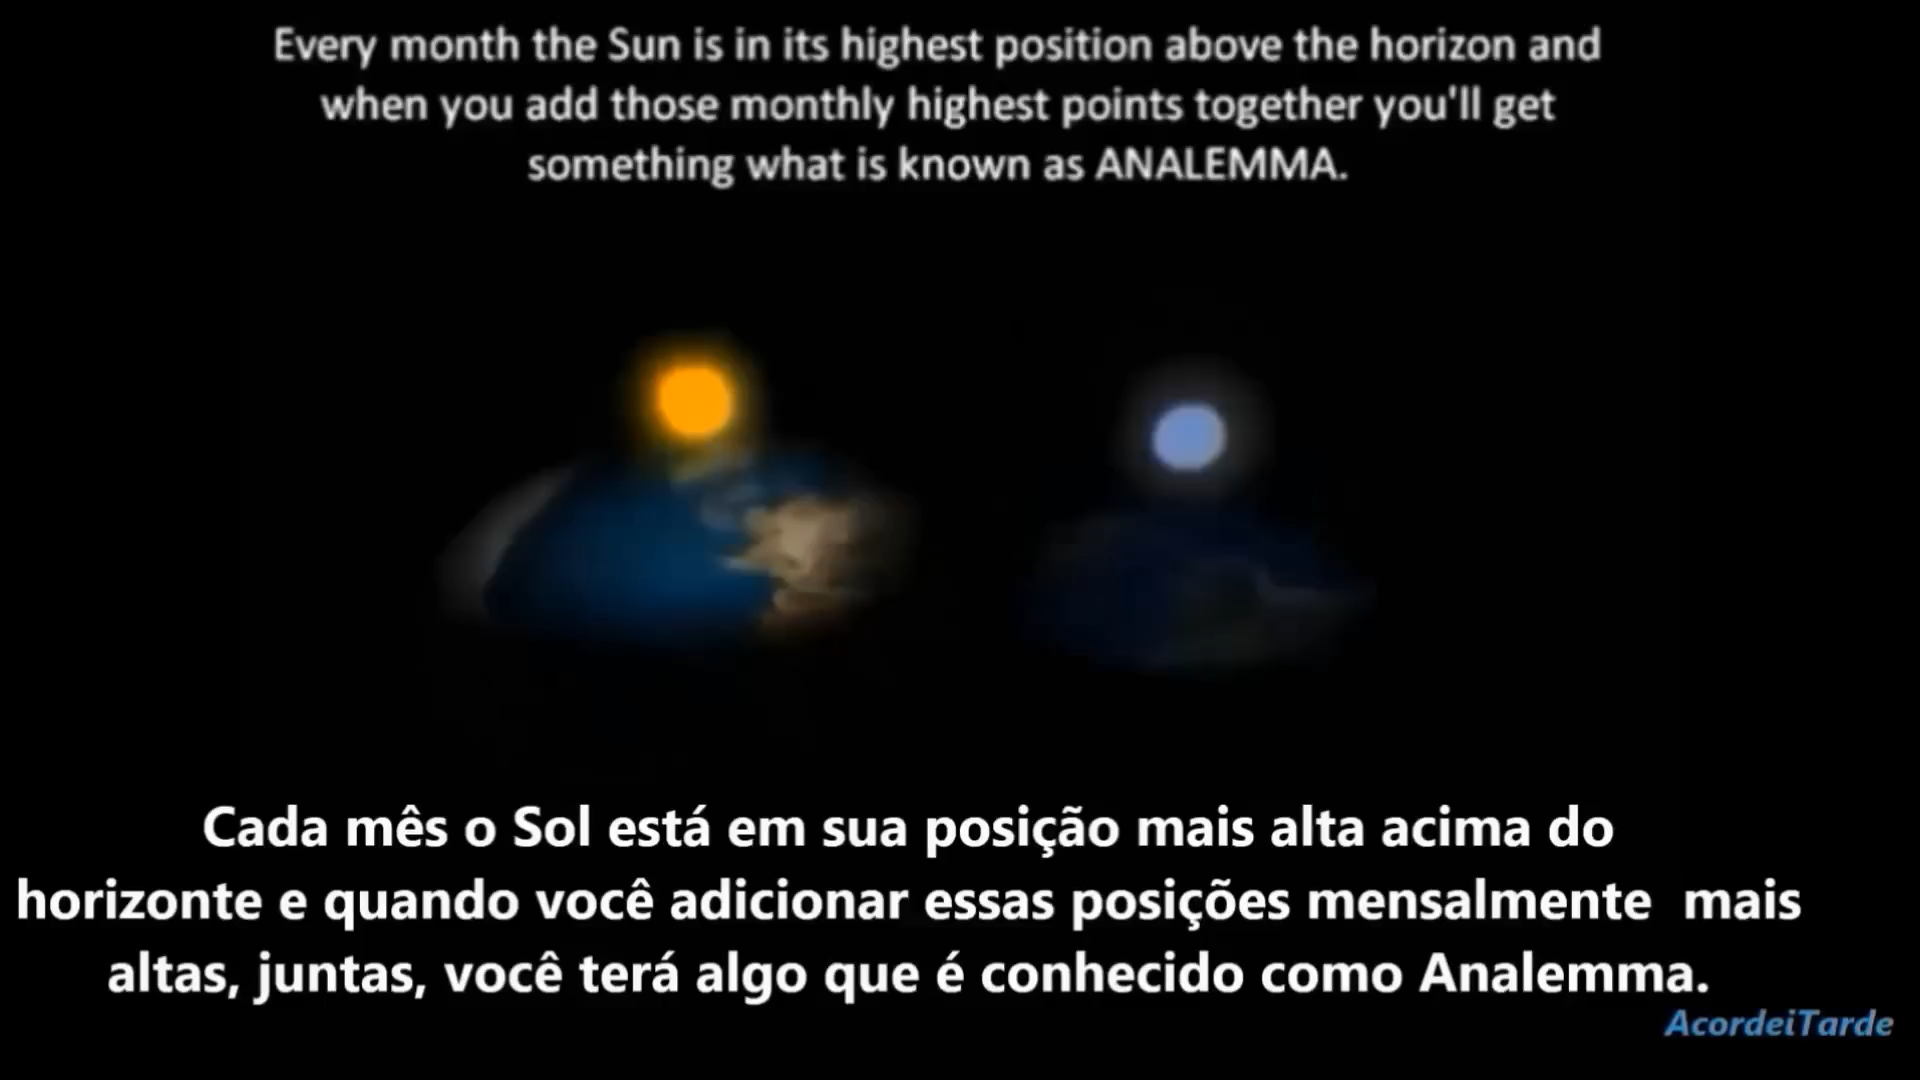 Every month the Sun is in its highest position above the horizon and
when you add those monthly highest points together you'll get
something what is known as ANALEMMA.
Cada mês o Sol está em sua posição mais alta acima do
horizonte e quando você adicionar essas posições mensalmente  mais
altas, juntas, você terá algo que é conhecido como Analemma.
AcordeiTarde